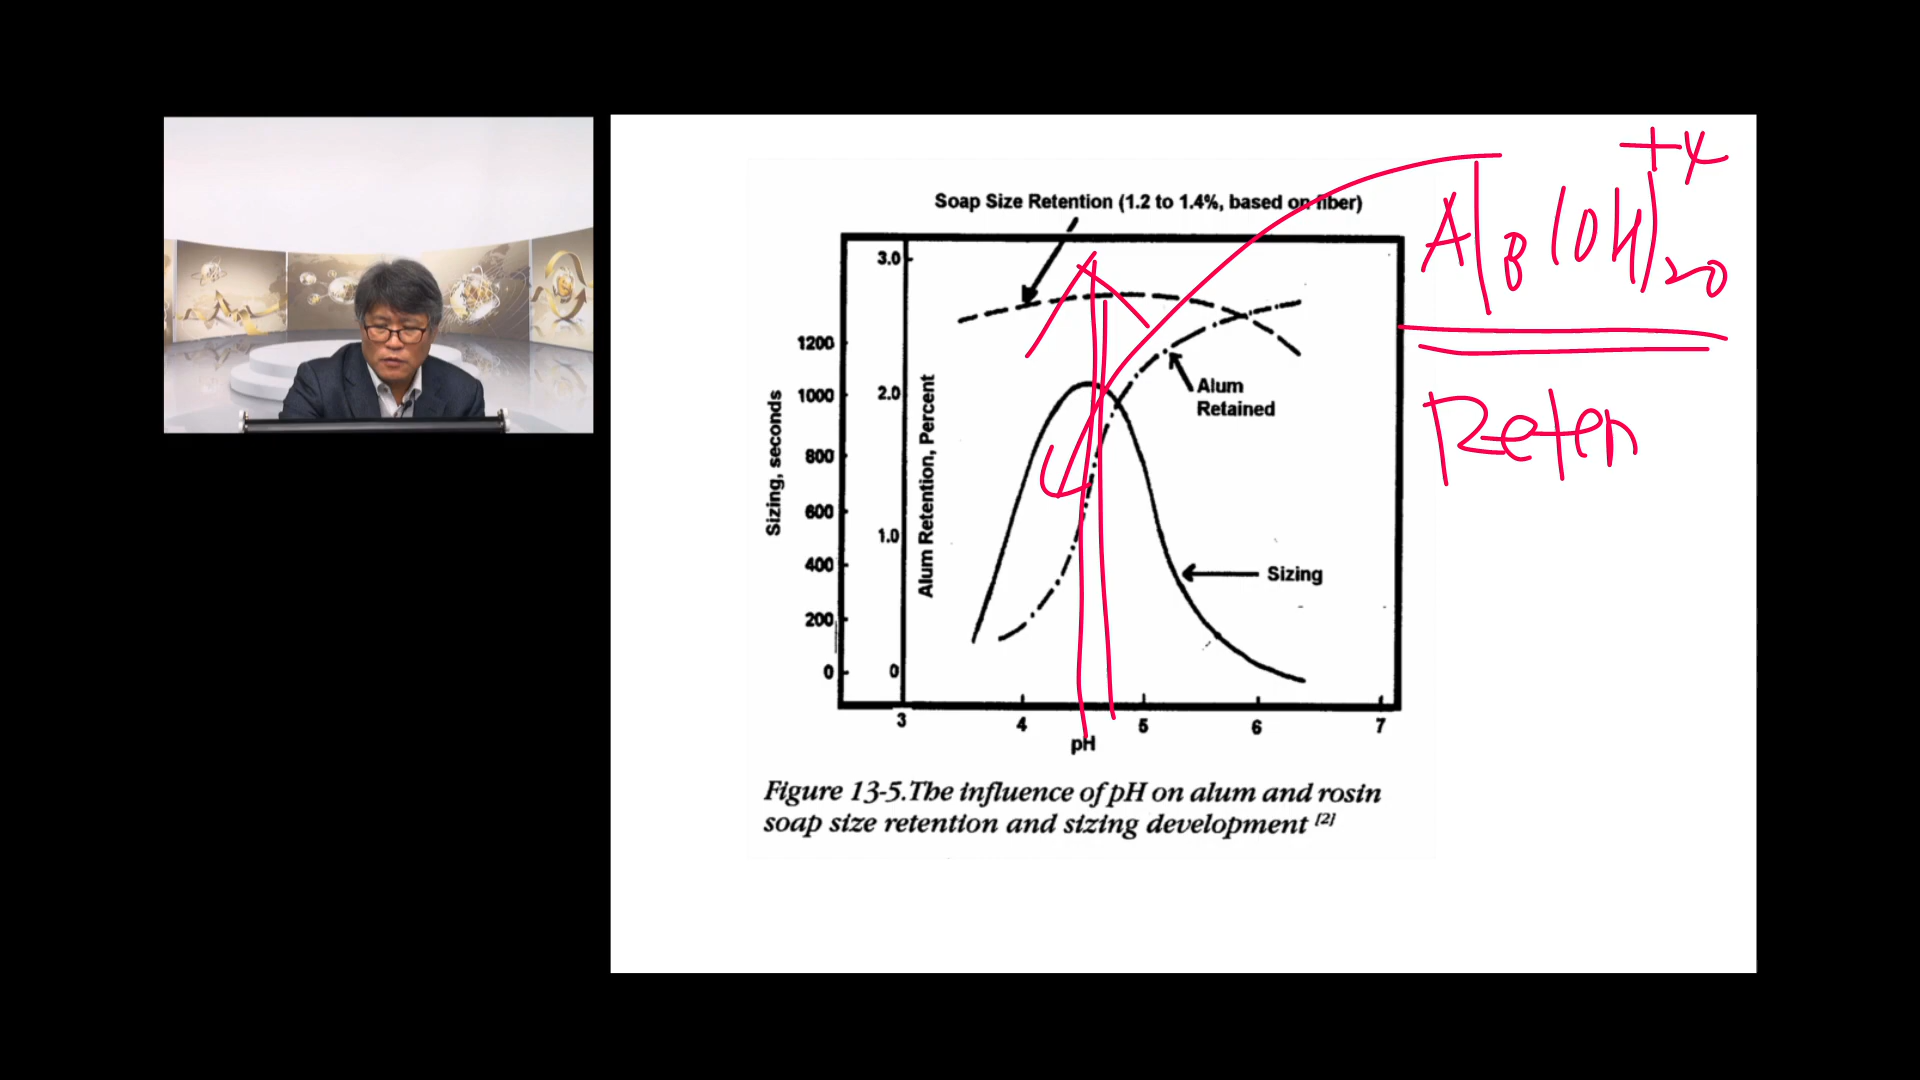 Soap Size Retention (1.2 to 1.4%, based on fiber)
3.0
1200
1000
2.0
800
600
1.0
400
200
0
0
Sizing, seconds
Alum Retention, Percent
Alum
Retained
Sizing
3
4
5
6
7
pH
Figure 13-5. The influence of pH on alum and rosin
soap size retention and sizing development [2]
+4
Al8(OH)20
Reten